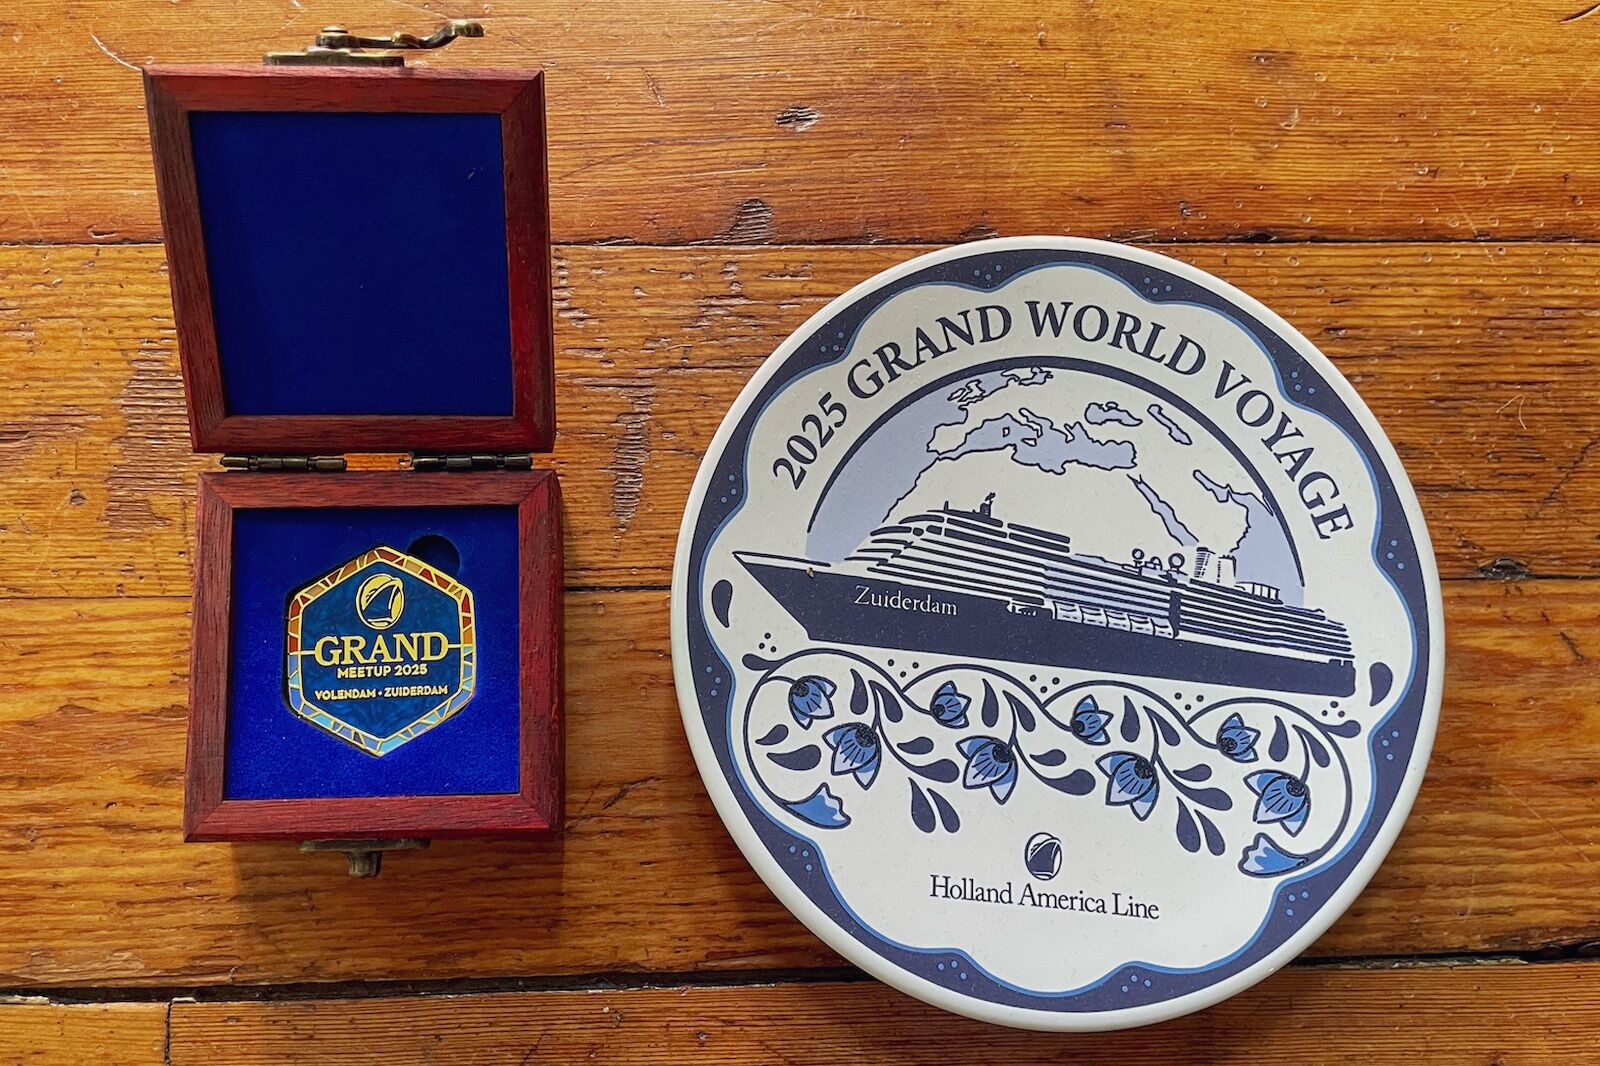 GRAND
MEETUP 2025
VOLENDAM • ZUIDERDAM
2025 GRAND WORLD VOYAGE
Zuiderdam
Holland America Line